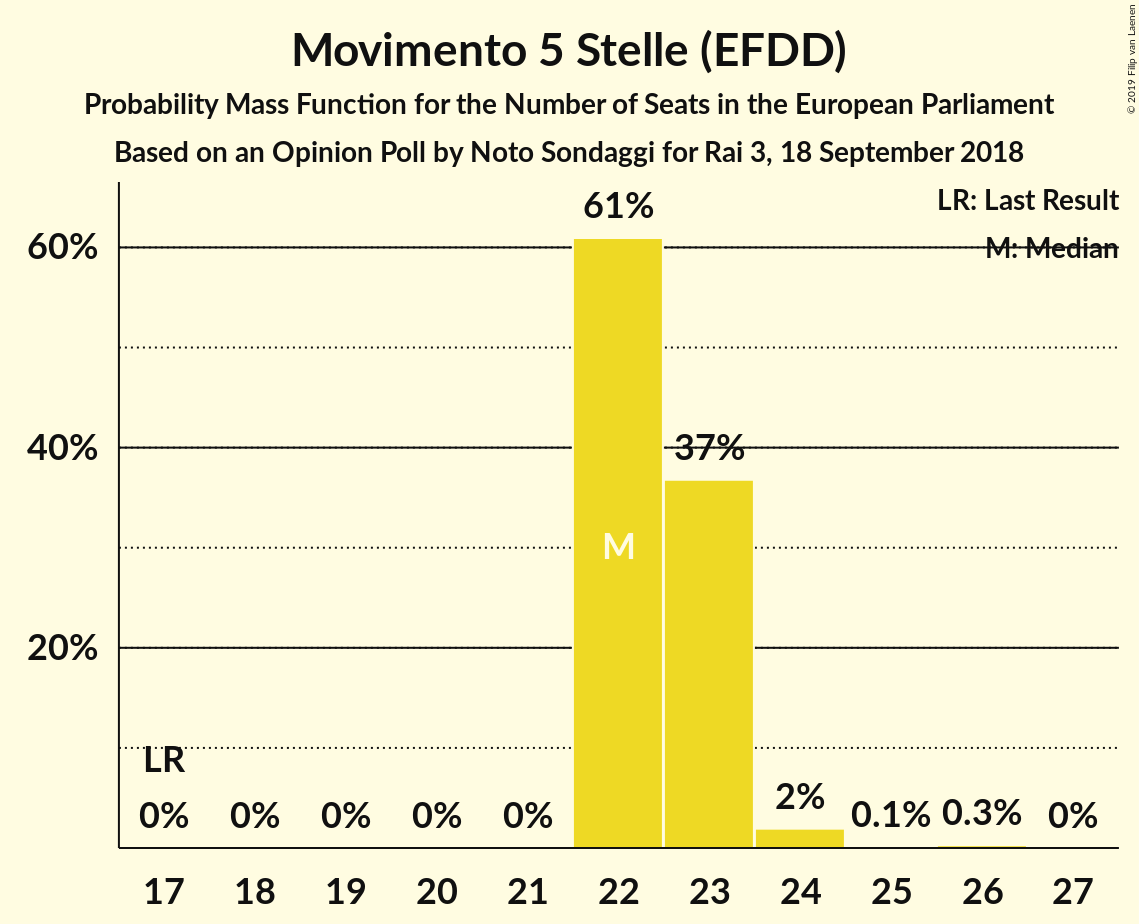 Movimento 5 Stelle (EFDD)
Probability Mass Function for the Number of Seats in the European Parliament
Based on an Opinion Poll by Noto Sondaggi for Rai 3, 18 September 2018
© 2019 Filip van Laenen
LR: Last Result
M: Median
60%
40%
20%
61%
37%
M
LR
0% 0% 0% 0% 0% 2% 0.1% 0.3% 0%
17 18 19 20 21 22 23 24 25 26 27